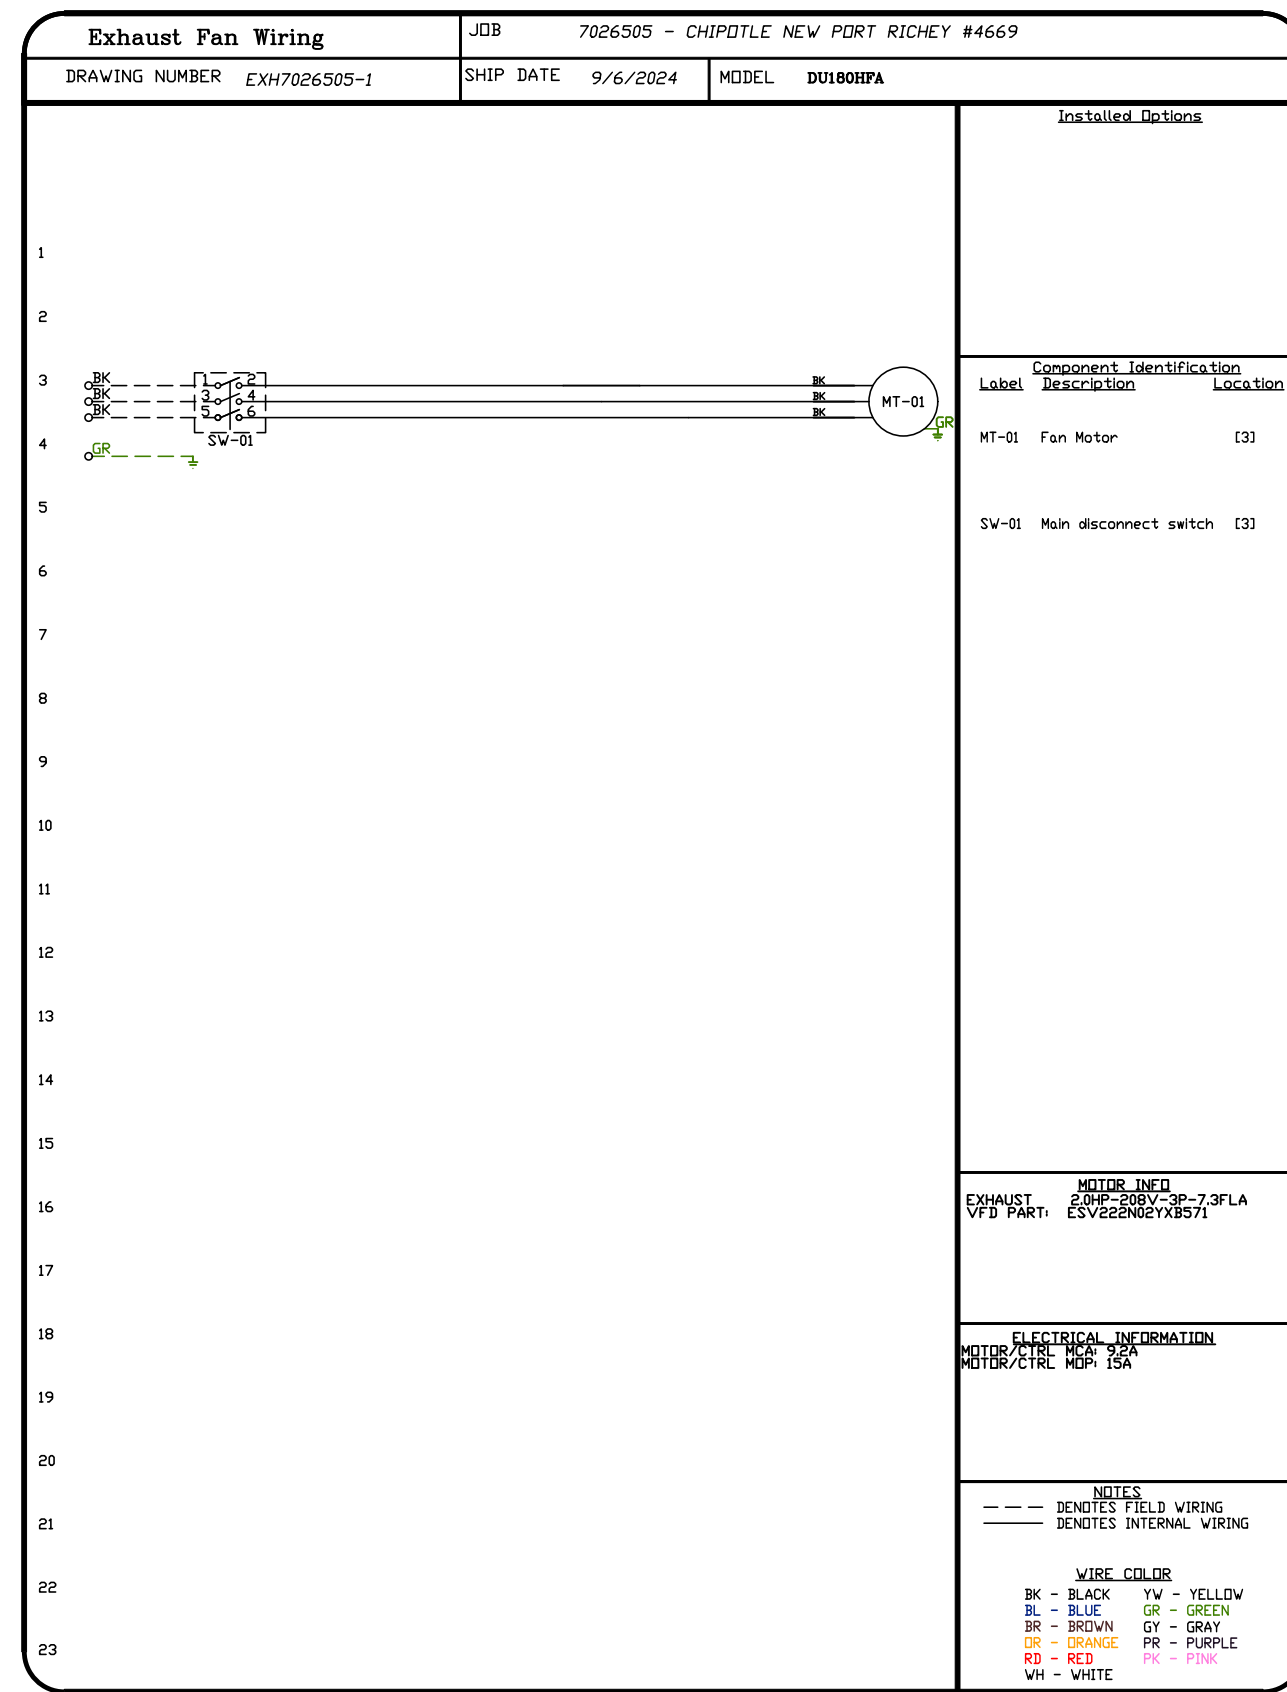 Exhaust Fan Wiring
JOB 7026505 - CHIPOTLE NEW PORT RICHEY #4669
DRAWING NUMBER EXH7026505-1
SHIP DATE 9/6/2024
MODEL DU180HFA
Installed Options
1
2
3
4
5
6
7
8
9
10
11
12
13
14
15
16
17
18
19
20
21
22
23
BK
BK
BK
GR
1 2
3 4
5 6
SW-01
BK
BK
BK
MT-01
GR
Component Identification
Label Description Location
MT-01 Fan Motor [3]
SW-01 Main disconnect switch [3]
MOTOR INFO
EXHAUST 2.0HP-208V-3P-7.3FLA
VFD PART: ESV222N02YXB571
ELECTRICAL INFORMATION
MOTOR/CTRL MCA: 9.2A
MOTOR/CTRL MOP: 15A
NOTES
DENOTES FIELD WIRING
DENOTES INTERNAL WIRING
WIRE COLOR
BK - BLACK YW - YELLOW
BL - BLUE GR - GREEN
BR - BROWN GY - GRAY
OR - ORANGE PR - PURPLE
RD - RED PK - PINK
WH - WHITE